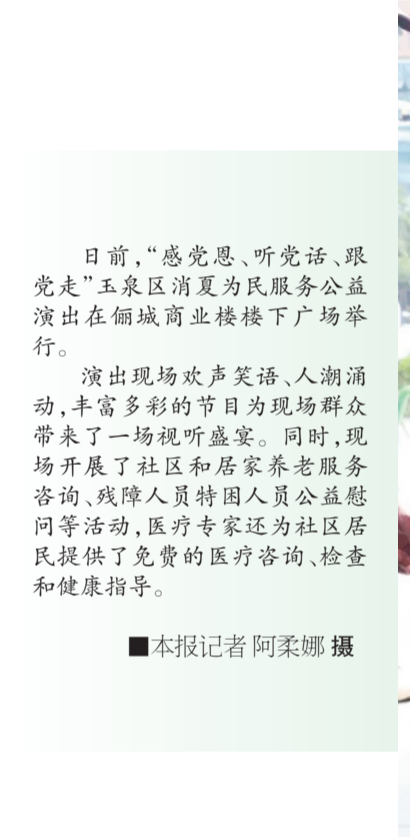 日前，“感党恩、听党话、跟
党走”玉泉区消夏为民服务公益
演出在俪城商业楼楼下广场举
行。
演出现场欢声笑语、人潮涌
动，丰富多彩的节目为现场群众
带来了一场视听盛宴。同时，现
场开展了社区和居家养老服务
咨询、残障人员特困人员公益慰
问等活动，医疗专家还为社区居
民提供了免费的医疗咨询、检查
和健康指导。
■本报记者 阿柔娜 摄